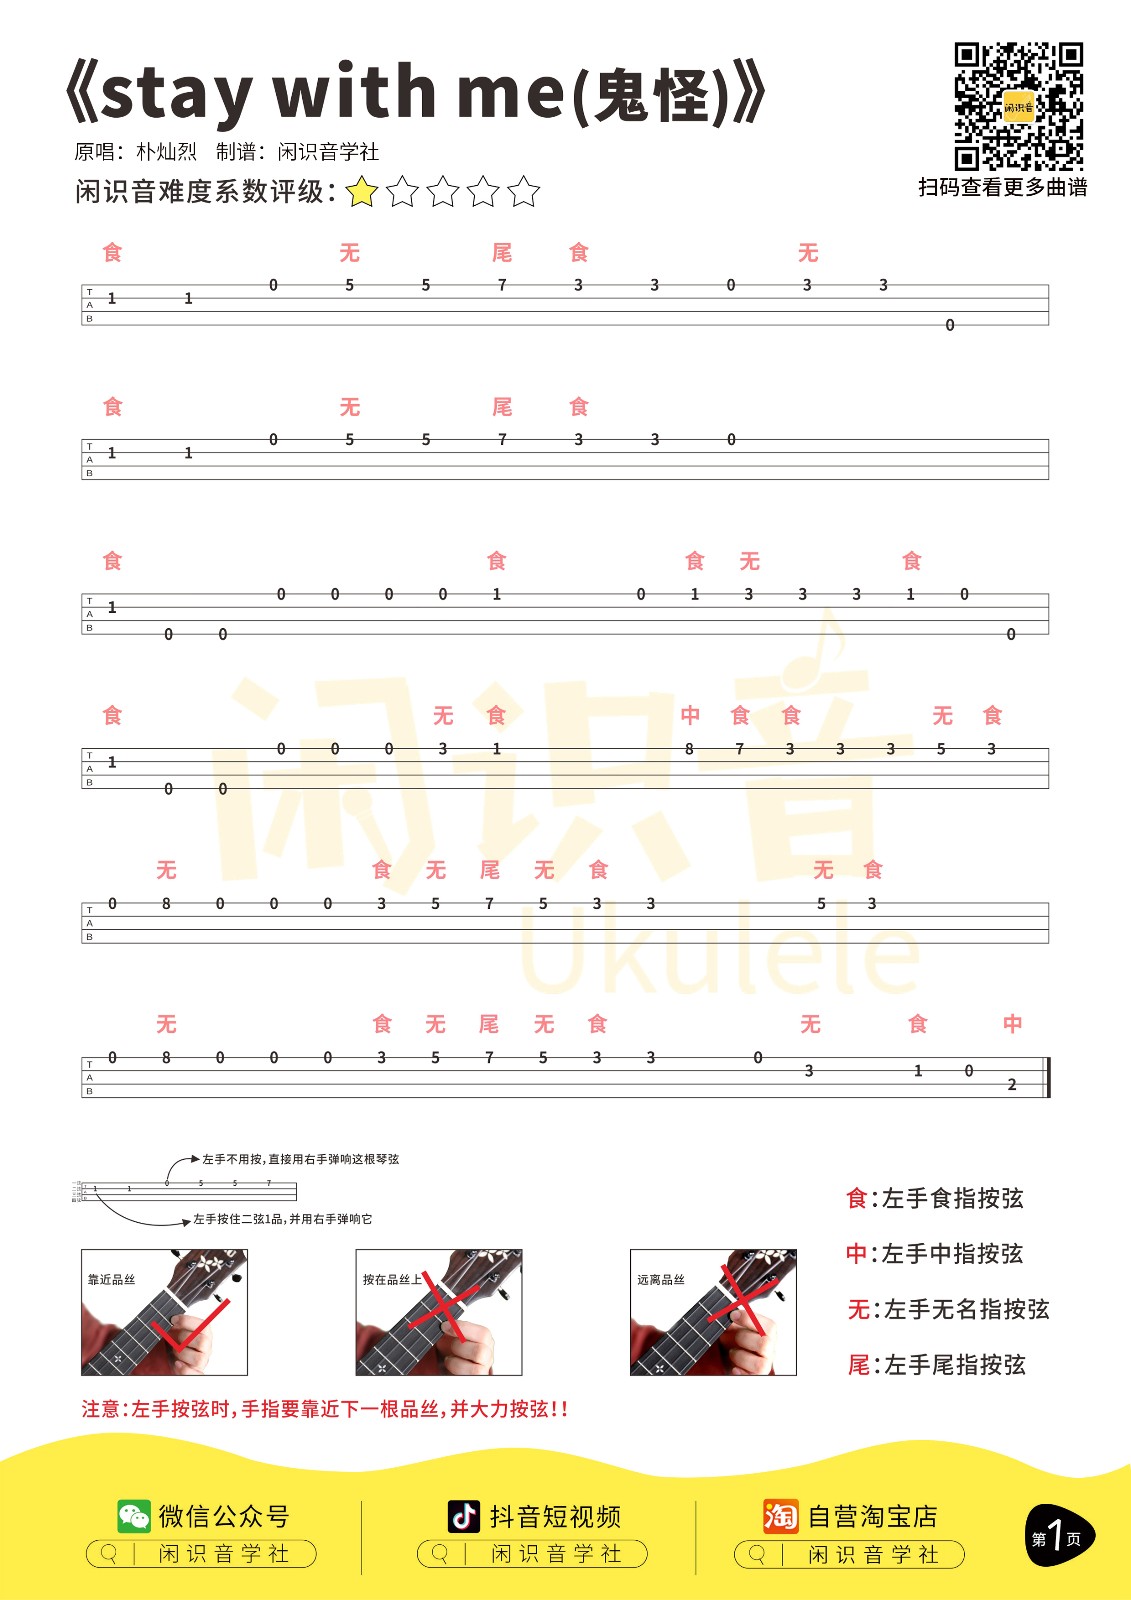 《stay with me(鬼怪)》
闲识音
原唱：朴灿烈 制谱：闲识音学社
扫码查看更多曲谱
闲识音难度系数评级：
食 无 尾 食 无
T A B
1 1 0 5 5 7 3 3 0 3 3 0
食 无 尾 食
T A B
1 1 0 5 5 7 3 3 0
食 食 食 无 食
T A B
1 0 0 0 0 0 0 1 0 1 3 3 3 1 0 0
闲识音
Ukulele
食 无 食 中 食 食 无 食
T A B
1 0 0 0 0 0 3 1 8 7 3 3 3 5 3
无 食 无 尾 无 食 无 食
T A B
0 8 0 0 0 3 5 7 5 3 3 5 3
无 食 无 尾 无 食 无 食 中
T A B
0 8 0 0 0 3 5 7 5 3 3 0 3 1 0 2
左手不用按，直接用右手弹响这根琴弦
1 1 0 5 5 7
左手按住二弦1品，并用右手弹响它
食：左手食指按弦
中：左手中指按弦
无：左手无名指按弦
尾：左手尾指按弦
靠近品丝
按在品丝上
远离品丝
注意：左手按弦时，手指要靠近下一根品丝，并大力按弦！！
微信公众号
闲识音学社
抖音短视频
闲识音学社
淘
自营淘宝店
闲识音学社
第1页